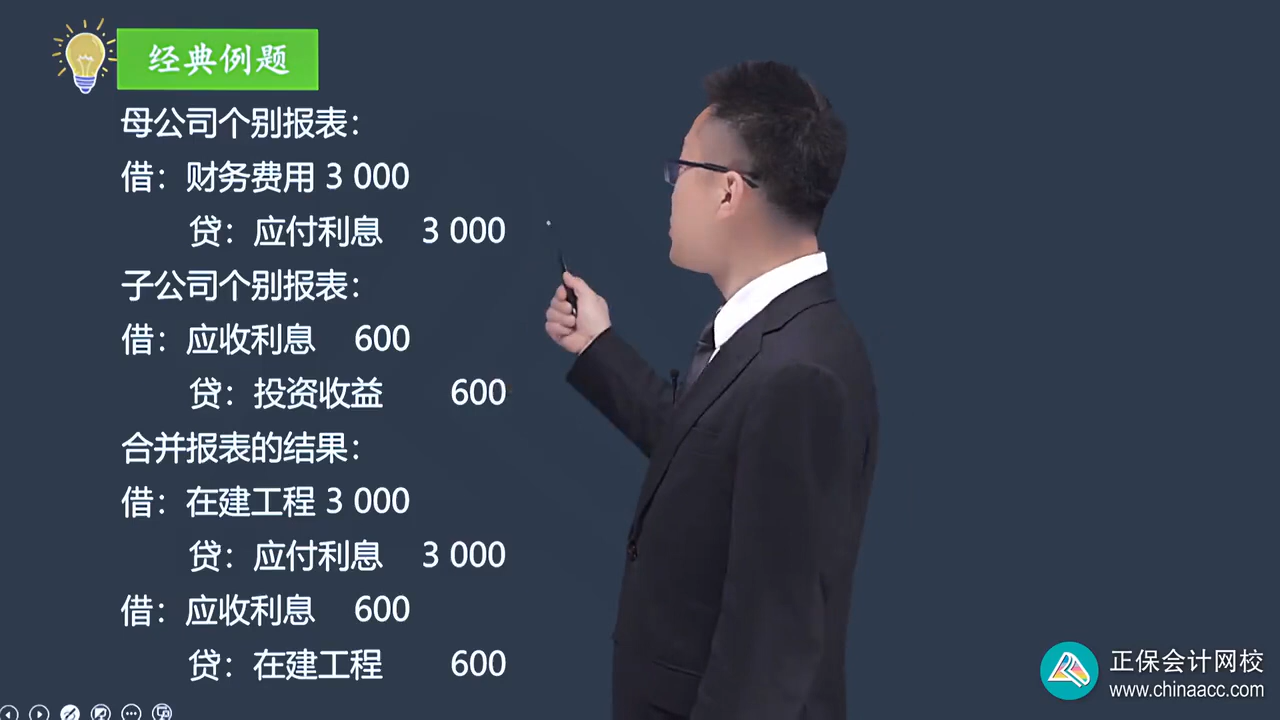 经典例题
母公司个别报表：
借：财务费用 3 000
贷：应付利息 3 000
子公司个别报表：
借：应收利息 600
贷：投资收益 600
合并报表的结果：
借：在建工程 3 000
贷：应付利息 3 000
借：应收利息 600
贷：在建工程 600
正保会计网校
www.chinaacc.com